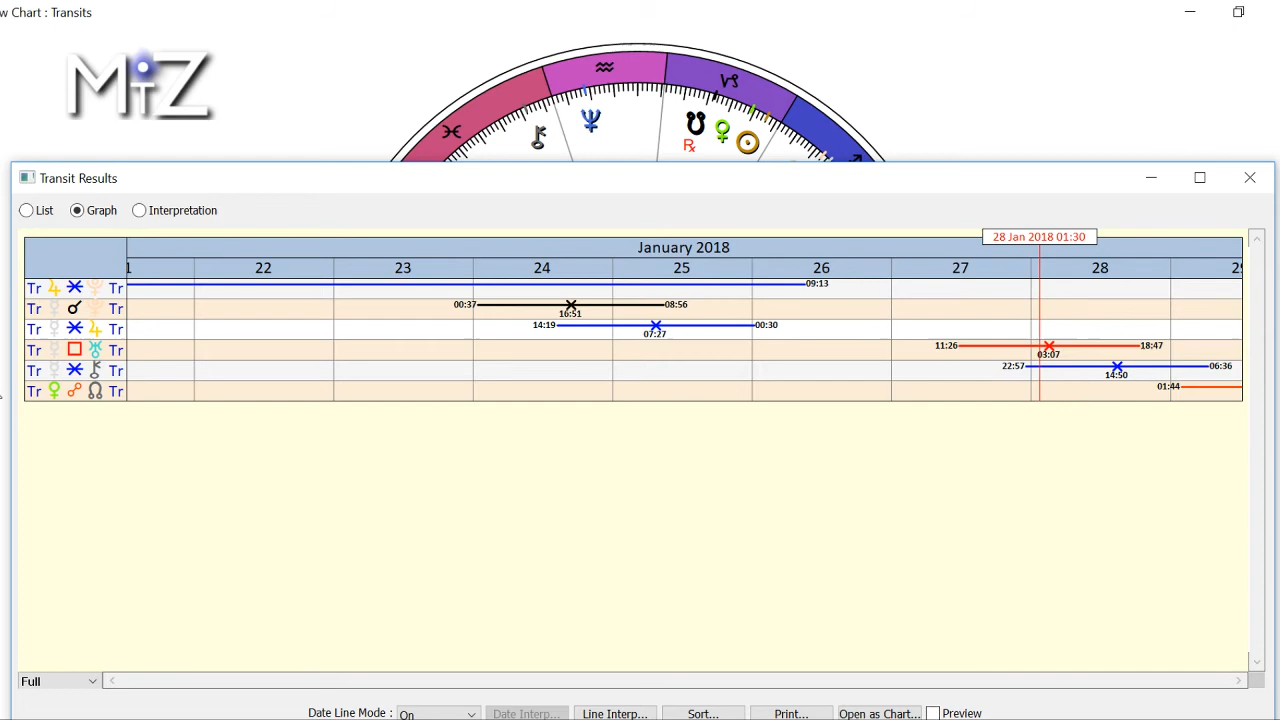 w Chart : Transits
MTZ
Transit Results
List Graph Interpretation
28 Jan 2018 01:30
January 2018
1 22 23 24 25 26 27 28 29
Tr ♃ ⚹ ♇ Tr 09:13
Tr ☿ ☌ ♇ Tr 00:37 16:51 08:56
Tr ☿ ⚹ ♃ Tr 14:19 07:27 00:30
Tr ☿ □ ♅ Tr 11:26 03:07 18:47
Tr ☿ ⚹ ⚷ Tr 22:57 14:50 06:36
Tr ♀ ☍ ☊ Tr 01:44
Full
Date Line Mode : On Date Interp... Line Interp... Sort... Print... Open as Chart... Preview